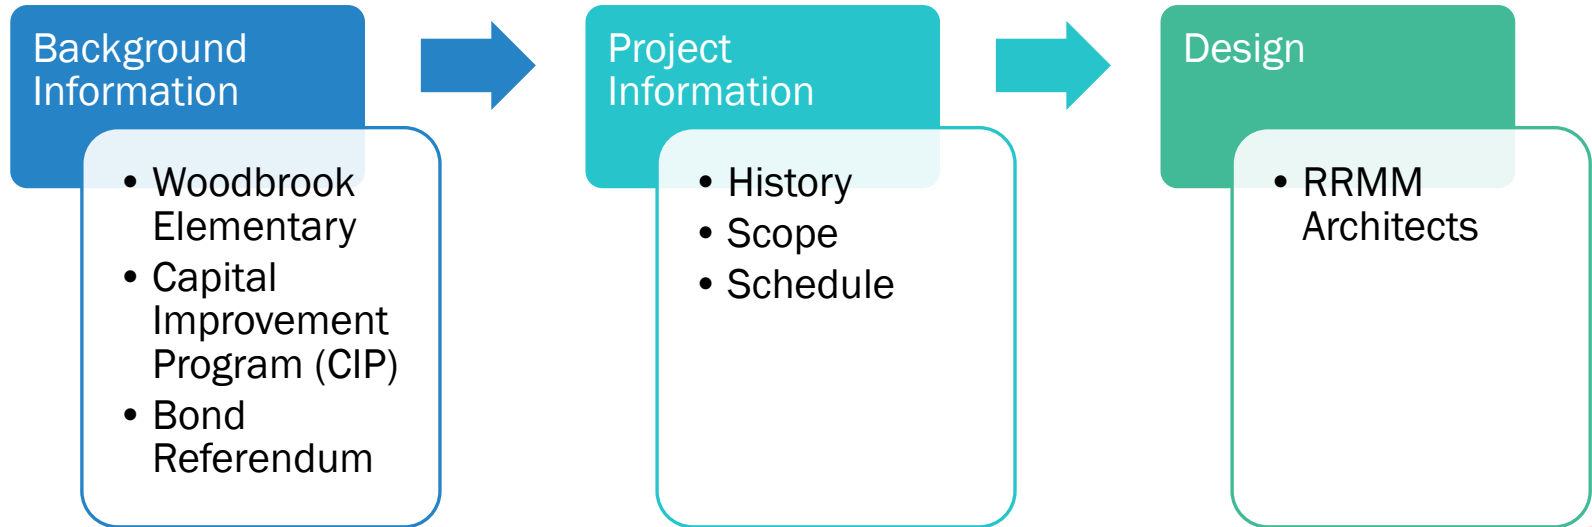 Background
Information
• Woodbrook
Elementary
• Capital
Improvement
Program (CIP)
• Bond
Referendum
Project
Information
• History
• Scope
• Schedule
Design
• RRMM
Architects